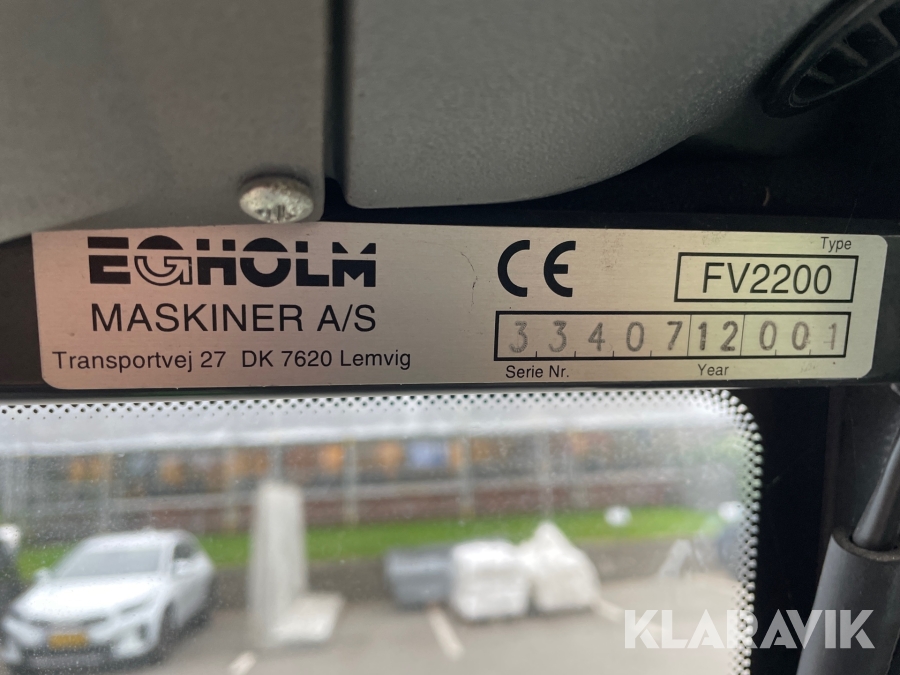 EGHOLM
MASKINER A/S
Transportvej 27 DK 7620 Lemvig
CE
Type
FV2200
3340712001
Serie Nr.
Year
KLARAVIK